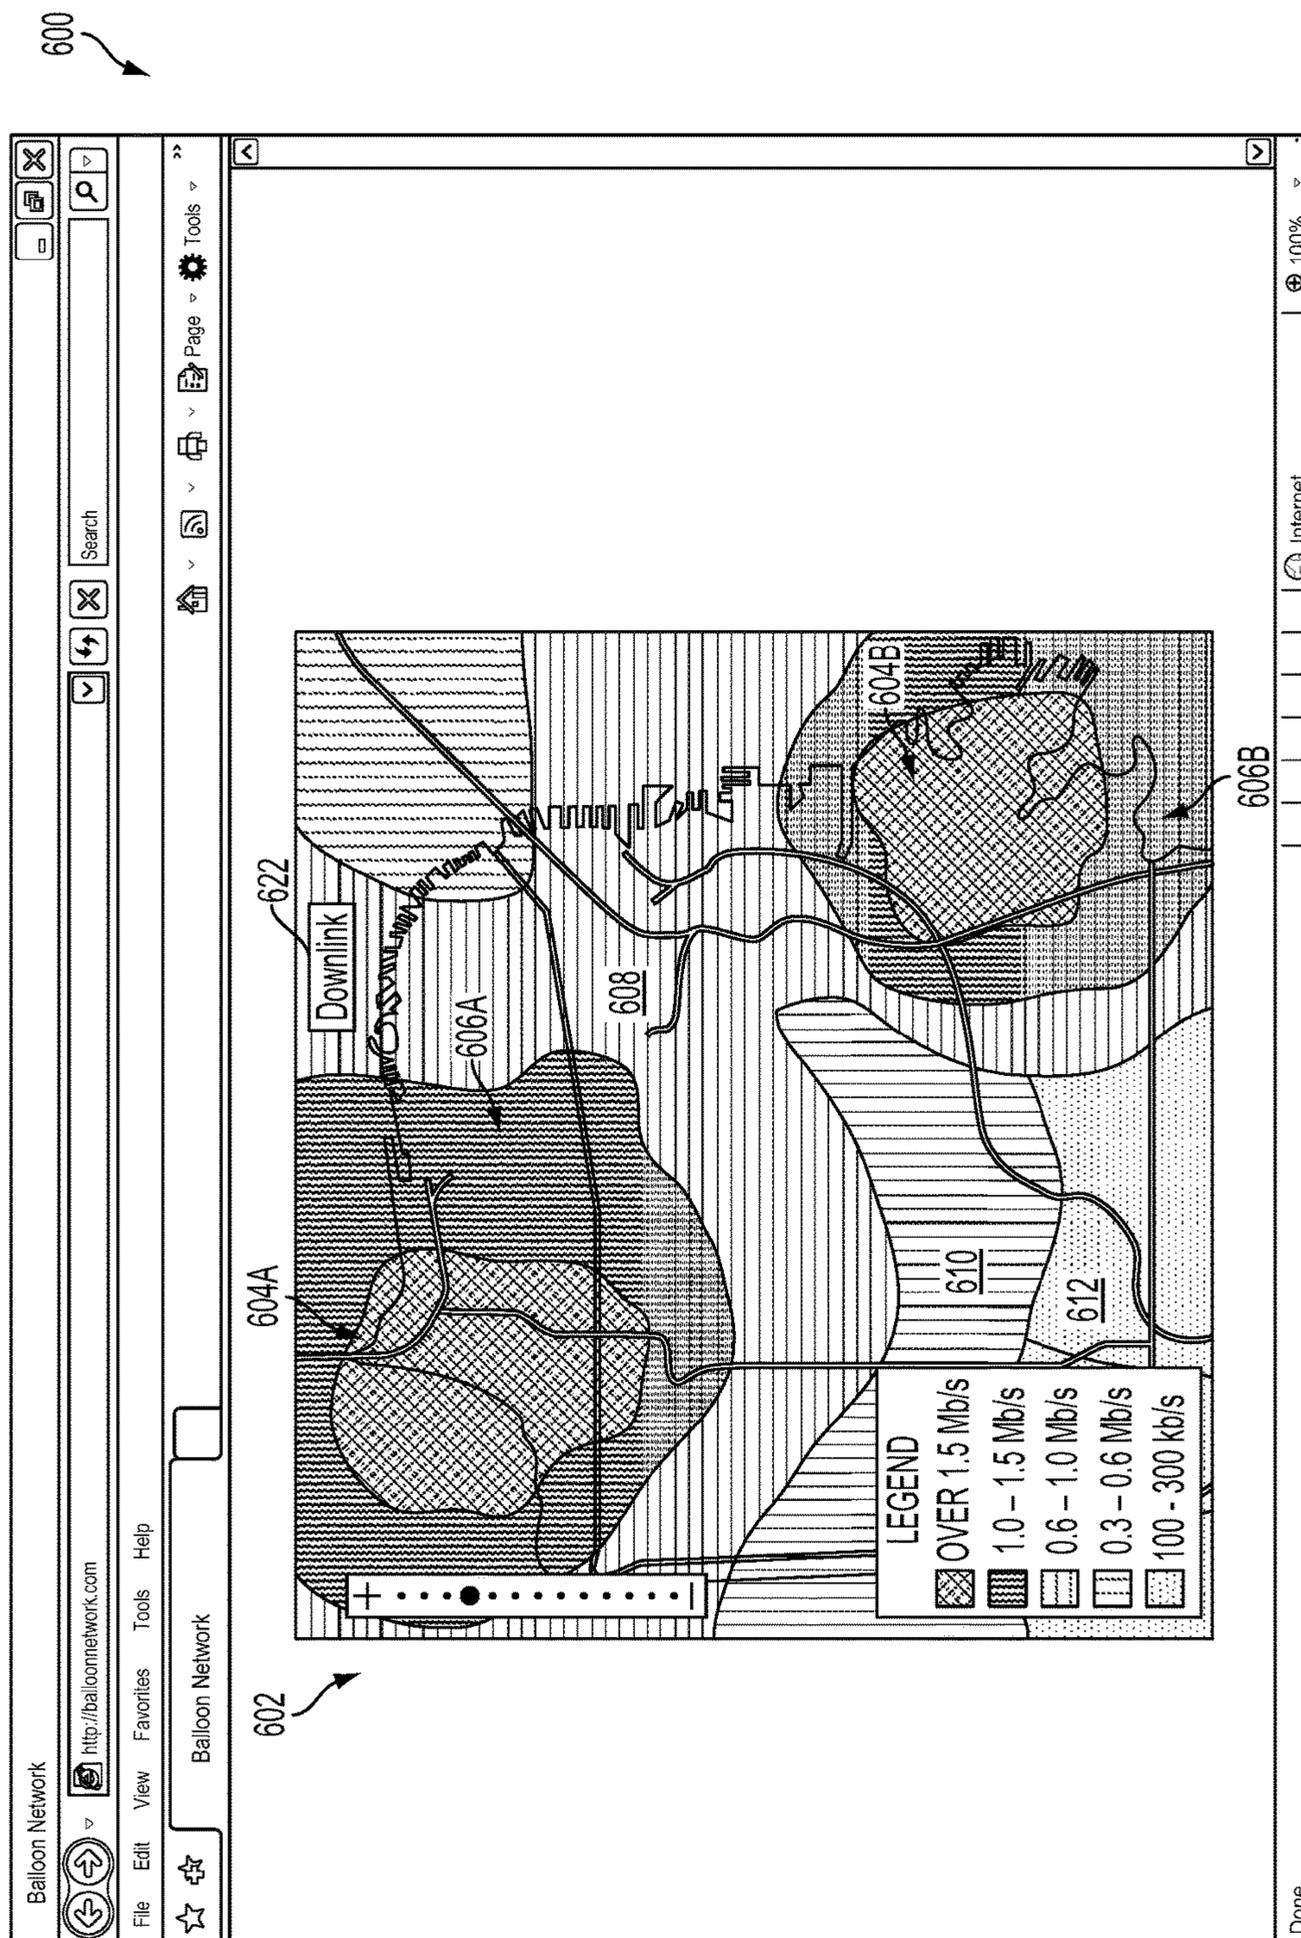 600
Balloon Network
http://balloonnetwork.com
Search
File Edit View Favorites Tools Help
Balloon Network
Page Tools
»
602
604A
622
Downlink
606A
608
604B
606B
610
612
LEGEND
OVER 1.5 Mb/s
1.0 – 1.5 Mb/s
0.6 – 1.0 Mb/s
0.3 – 0.6 Mb/s
100 - 300 kb/s
Done Internet 100%